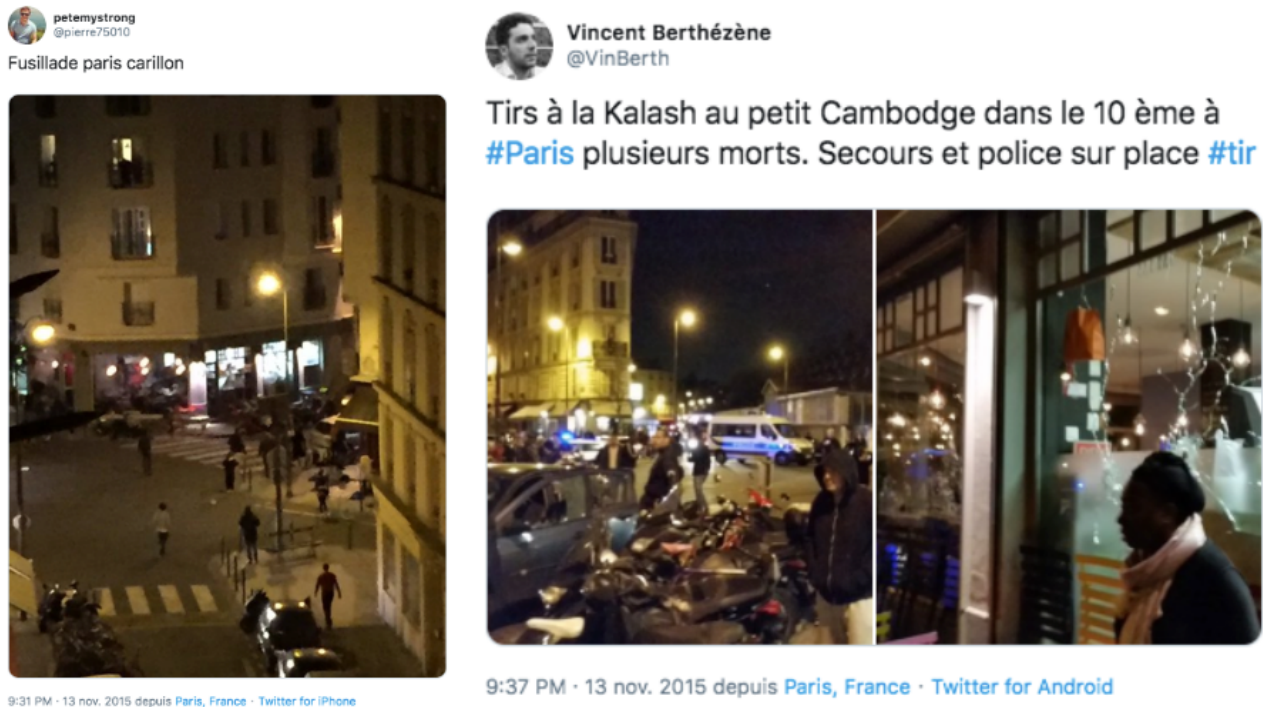 petemystrong
@pierre75010
Fusillade paris carillon
9:31 PM · 13 nov. 2015 depuis Paris, France · Twitter for iPhone
Vincent Berthézène
@VinBerth
Tirs à la Kalash au petit Cambodge dans le 10 ème à
#Paris plusieurs morts. Secours et police sur place #tir
9:37 PM · 13 nov. 2015 depuis Paris, France · Twitter for Android